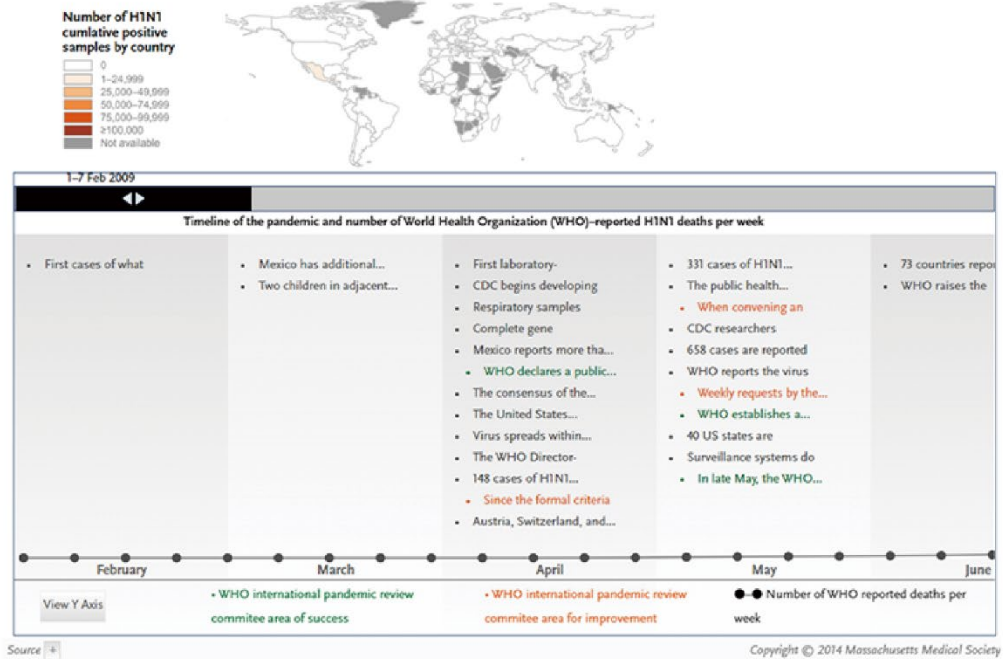 Number of H1N1
cumlative positive
samples by country
0
1–24,999
25,000–49,999
50,000–74,999
75,000–99,999
≥100,000
Not available
1–7 Feb 2009
Timeline of the pandemic and number of World Health Organization (WHO)–reported H1N1 deaths per week
• First cases of what
• Mexico has additional...
• Two children in adjacent...
• First laboratory-
• CDC begins developing
• Respiratory samples
• Complete gene
• Mexico reports more tha...
• WHO declares a public...
• The consensus of the...
• The United States...
• Virus spreads within...
• The WHO Director-
• 148 cases of H1N1...
• Since the formal criteria
• Austria, Switzerland, and...
• 331 cases of H1N1...
• The public health...
• When convening an
• CDC researchers
• 658 cases are reported
• WHO reports the virus
• Weekly requests by the...
• WHO establishes a...
• 40 US states are
• Surveillance systems do
• In late May, the WHO...
• 73 countries repo
• WHO raises the
February
March
April
May
June
View Y Axis
• WHO international pandemic review
commitee area of success
• WHO international pandemic review
commitee area for improvement
Number of WHO reported deaths per
week
Source +
Copyright © 2014 Massachusetts Medical Society